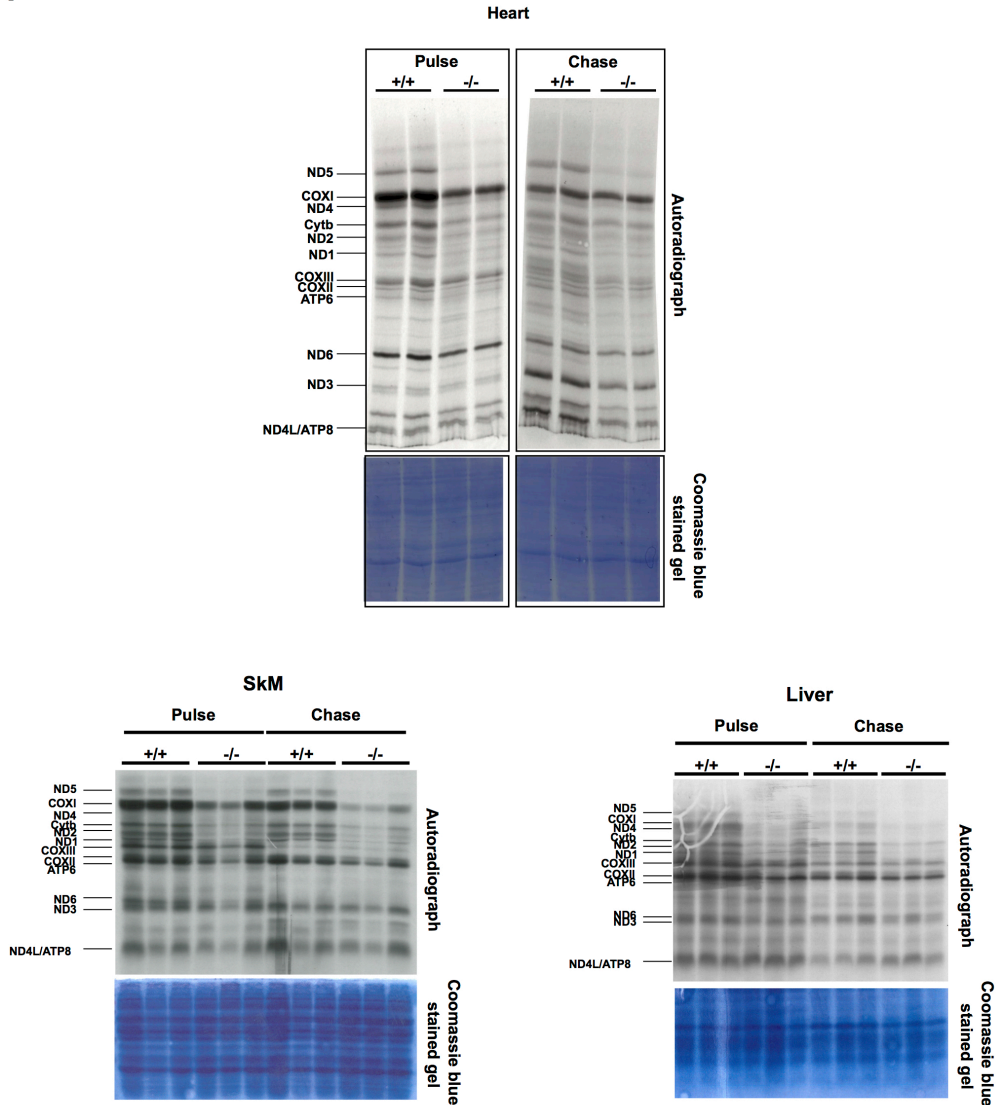 Heart
Pulse
Chase
+/+ -/-
+/+ -/-
ND5
COXI
ND4
Cytb
ND2
ND1
COXIII
COXII
ATP6
ND6
ND3
ND4L/ATP8
Autoradiograph
Coomassie blue
stained gel
SkM
Pulse
Chase
+/+ -/- +/+ -/-
ND5
COXI
ND4
Cytb
ND2
ND1
COXIII
COXII
ATP6
ND6
ND3
ND4L/ATP8
Autoradiograph
Coomassie blue
stained gel
Liver
Pulse
Chase
+/+ -/- +/+ -/-
ND5
COXI
ND4
Cytb
ND2
ND1
COXIII
COXII
ATP6
ND6
ND3
ND4L/ATP8
Autoradiograph
Coomassie blue
stained gel